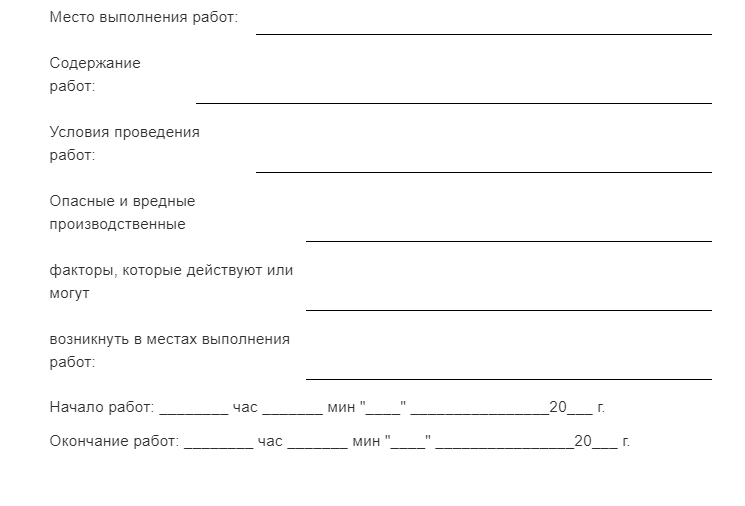 Место выполнения работ:
Содержание
работ:
Условия проведения
работ:
Опасные и вредные
производственные
факторы, которые действуют или
могут
возникнуть в местах выполнения
работ:
Начало работ: ________ час _______ мин "____" ________________20___ г.
Окончание работ: ________ час _______ мин "____" ________________20___ г.